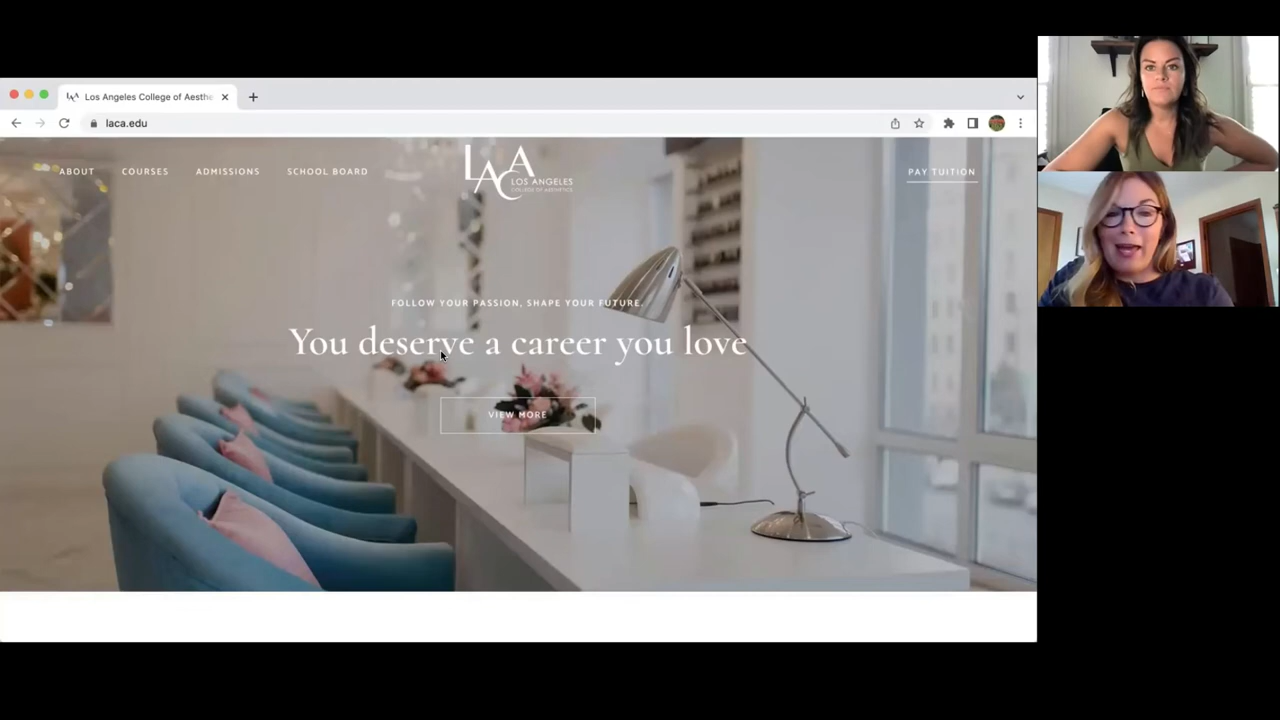 Los Angeles College of Aesthe
laca.edu
ABOUT
COURSES
ADMISSIONS
SCHOOL BOARD
LACA
LOS ANGELES
COLLEGE OF AESTHETICS
PAY TUITION
FOLLOW YOUR PASSION, SHAPE YOUR FUTURE.
You deserve a career you love
VIEW MORE